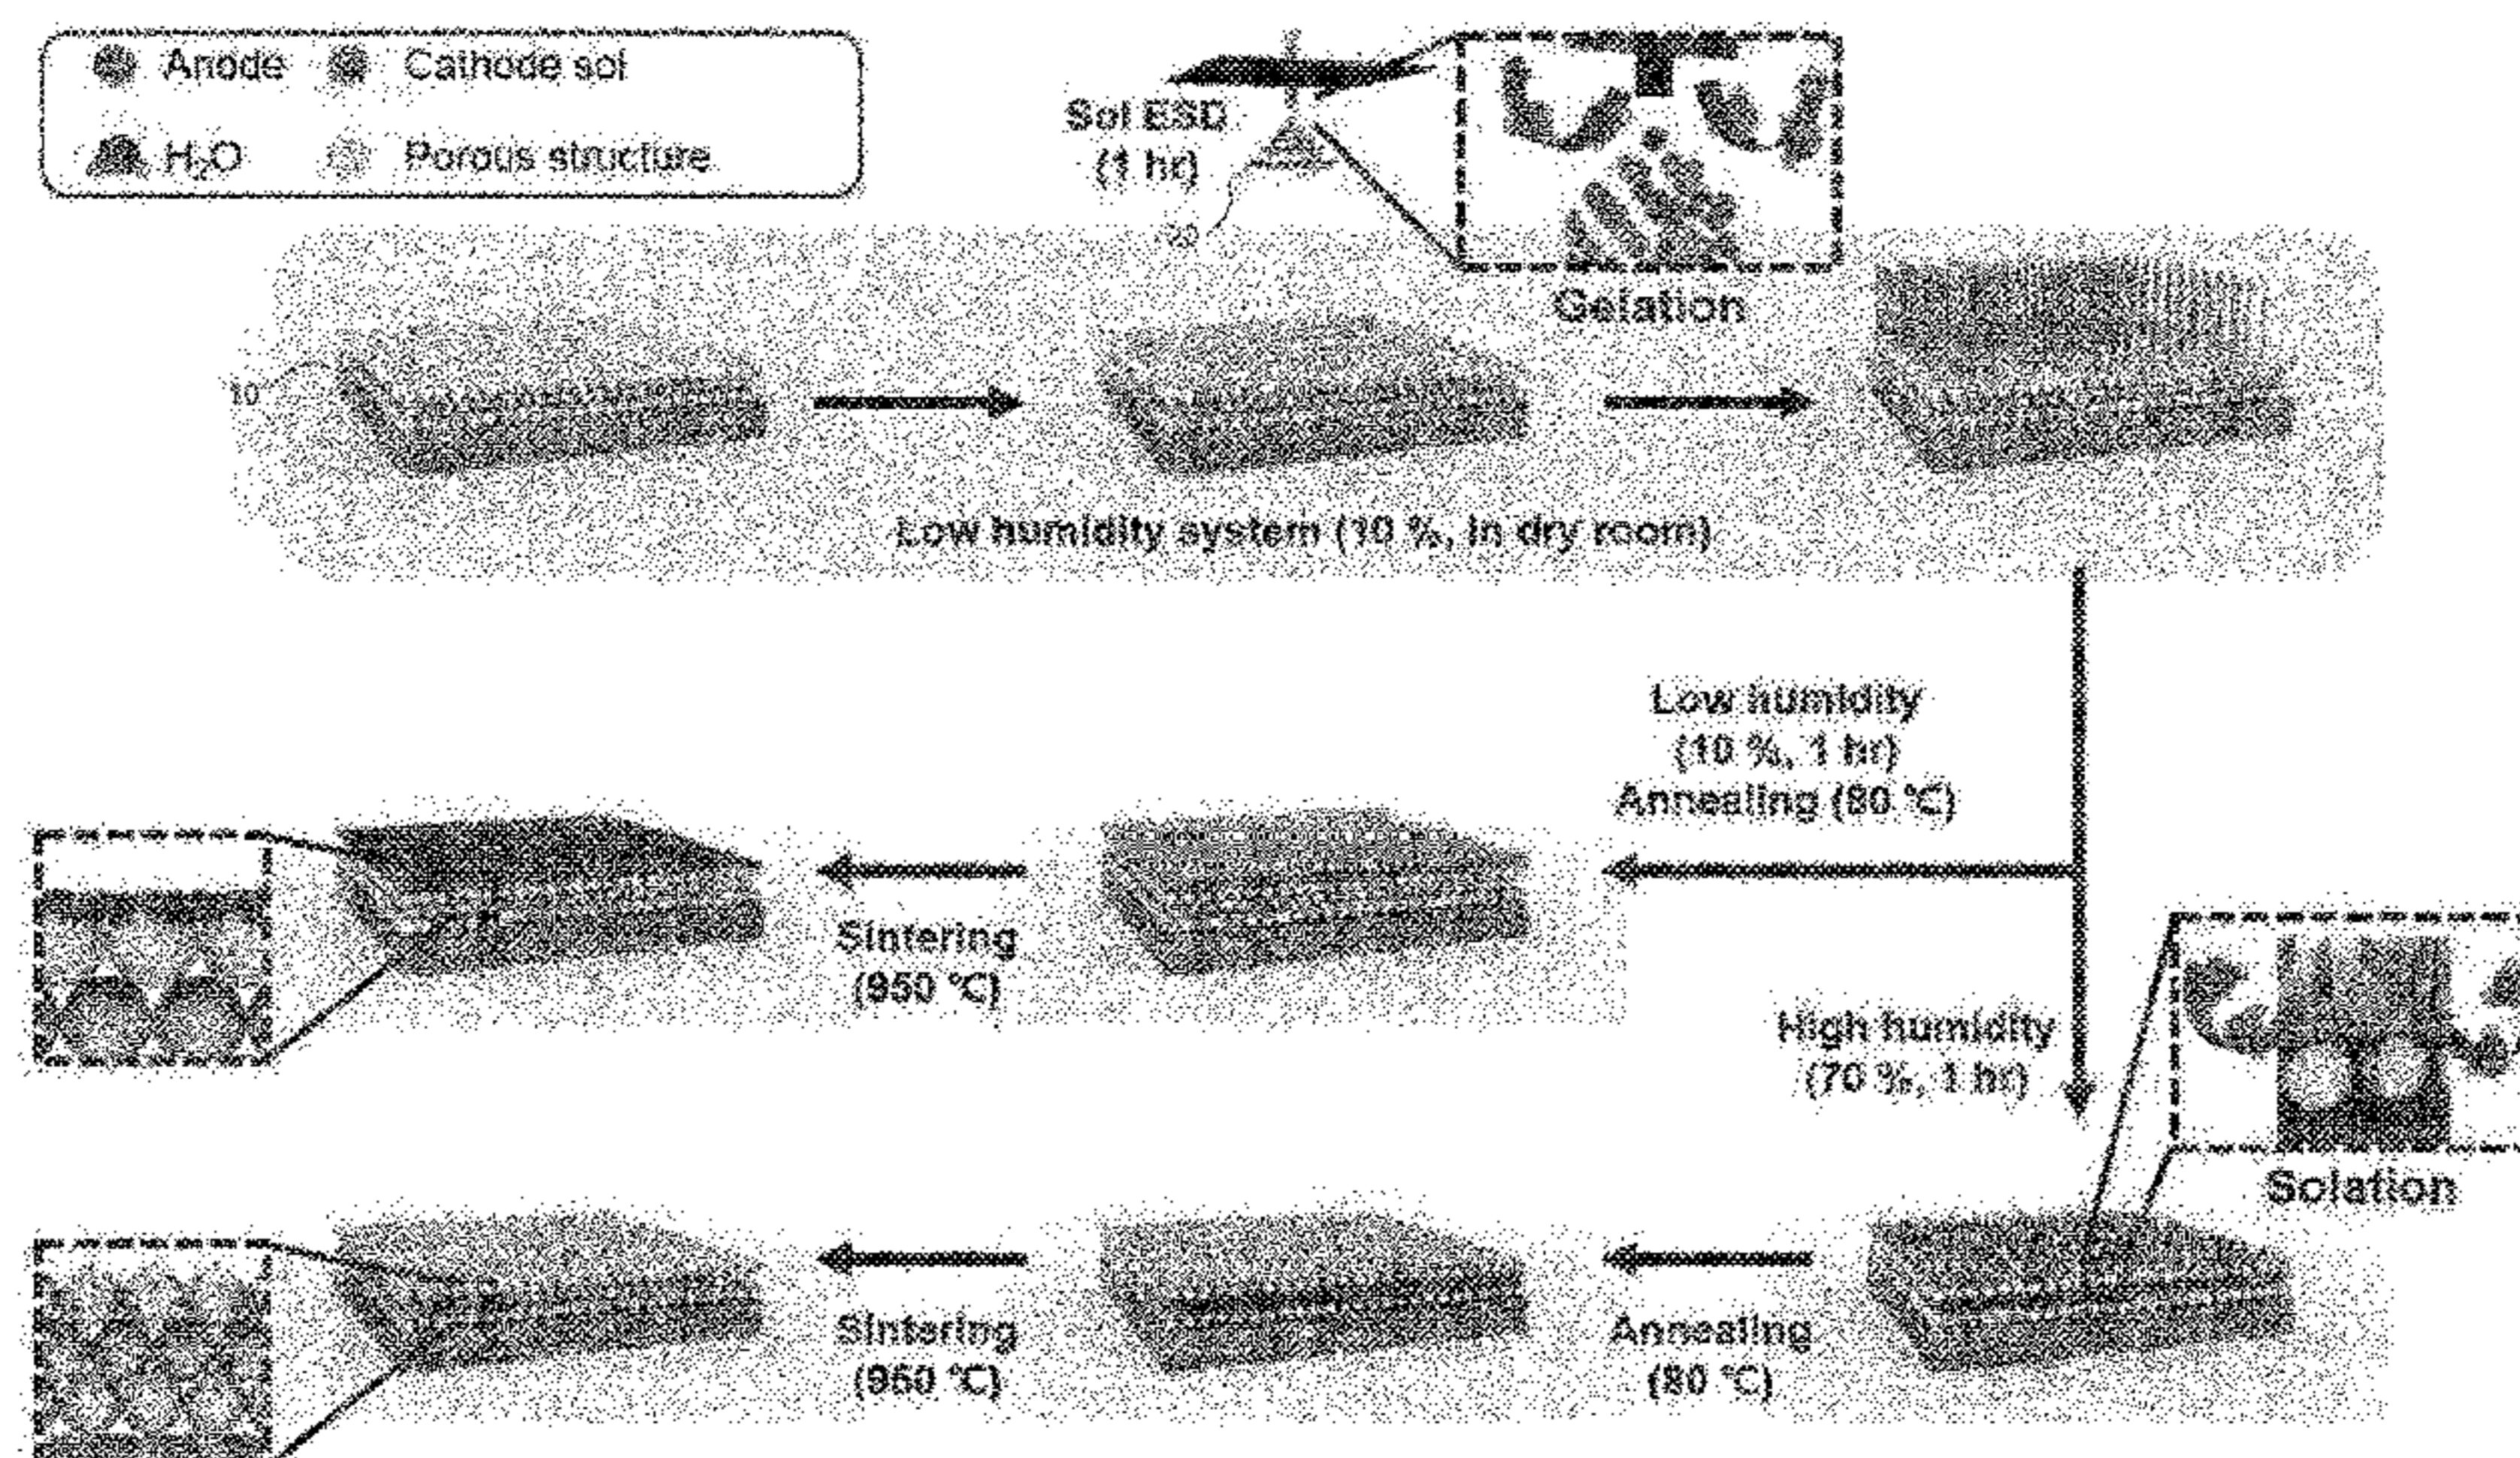 Anode
Cathode sol
H₂O
Porous structure
Sol ESD
(1 hr)
Gelation
10
Low humidity system (10 %, in dry room)
Low humidity
(10 %, 1 hr)
Annealing (80 °C)
Sintering
(950 °C)
High humidity
(70 %, 1 hr)
Solation
Sintering
(950 °C)
Annealing
(80 °C)